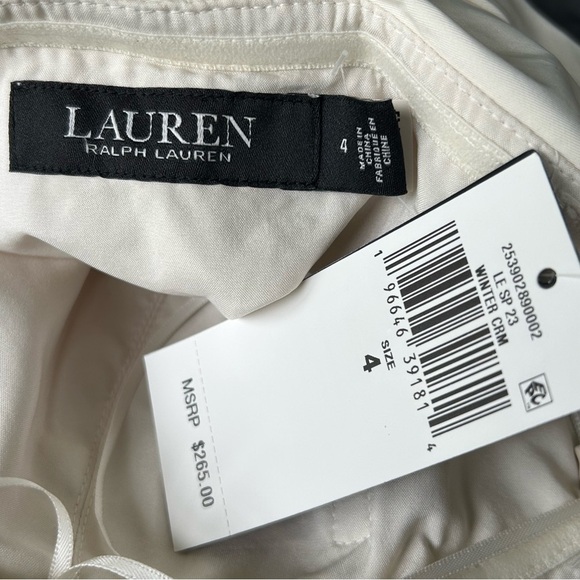 LAUREN
RALPH LAUREN
4
MADE IN
CHINA
FABRIQUÉ EN
CHINE
253902890002
LE SP 23
WINTER CRM
1 96646 39181 4
SIZE
4
MSRP $265.00